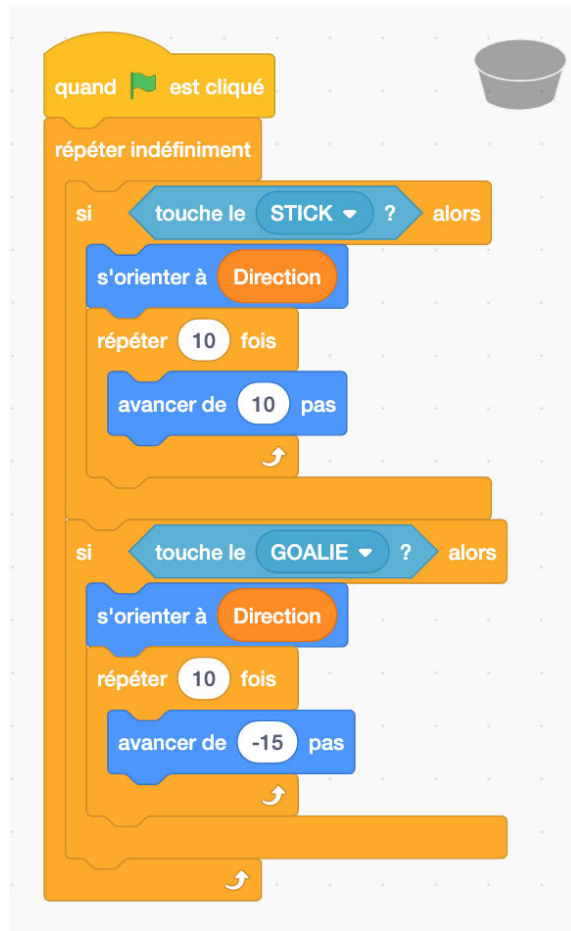 quand est cliqué
répéter indéfiniment
si touche le STICK ? alors
s'orienter à Direction
répéter 10 fois
avancer de 10 pas
si touche le GOALIE ? alors
s'orienter à Direction
répéter 10 fois
avancer de -15 pas